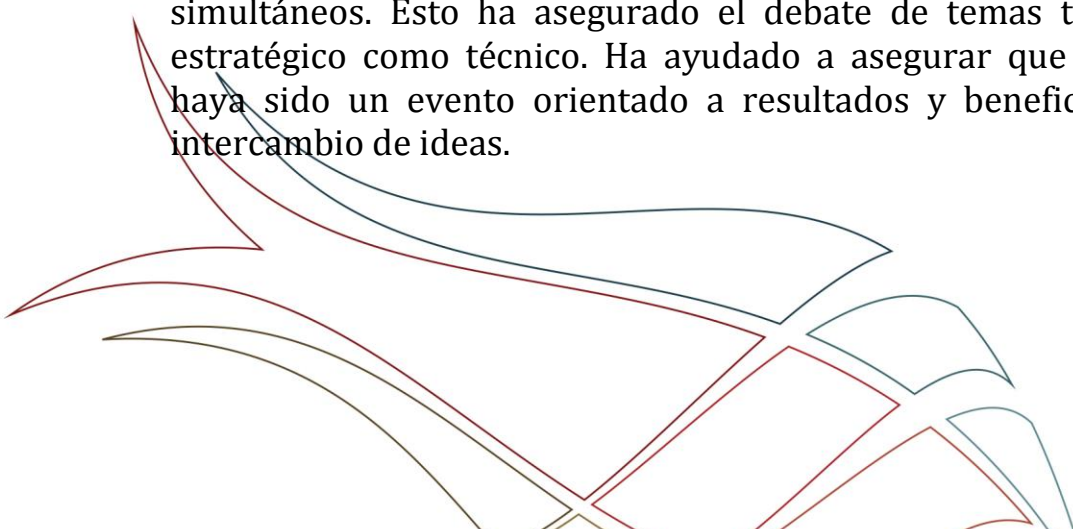 simultáneos. Esto ha asegurado el debate de temas
estratégico como técnico. Ha ayudado a asegurar que
haya sido un evento orientado a resultados y
intercambio de ideas.